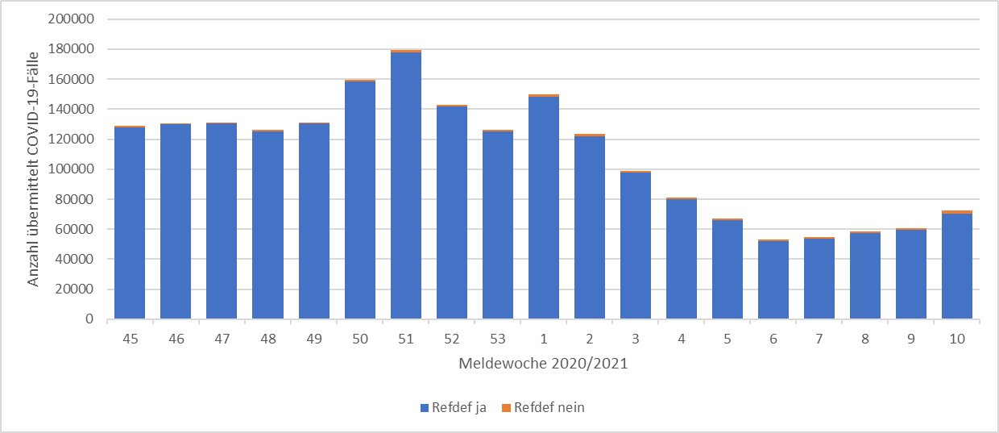 Anzahl übermittelt COVID-19-Fälle
200000
180000
160000
140000
120000
100000
80000
60000
40000
20000
0
45 46 47 48 49 50 51 52 53 1 2 3 4 5 6 7 8 9 10
Meldewoche 2020/2021
Refdef ja Refdef nein